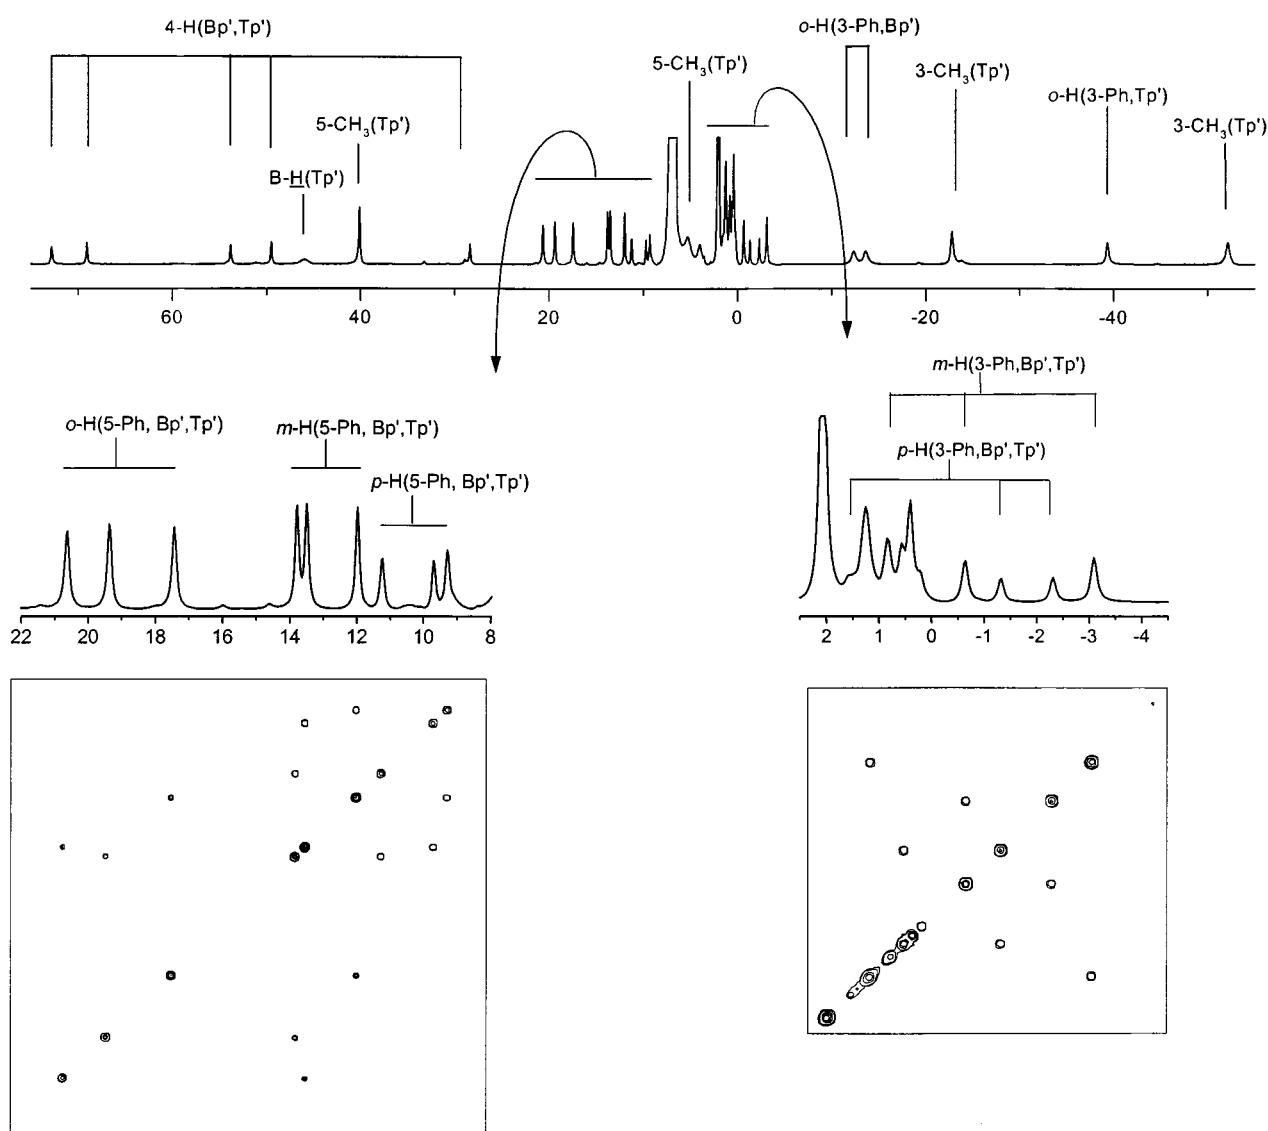 4-H(Bp',Tp')
o-H(3-Ph,Bp')
5-CH3(Tp')
3-CH3(Tp')
o-H(3-Ph,Tp')
3-CH3(Tp')
5-CH3(Tp')
B-H(Tp')
60 40 20 0 -20 -40
m-H(3-Ph,Bp',Tp')
o-H(5-Ph, Bp',Tp')
m-H(5-Ph, Bp',Tp')
p-H(3-Ph,Bp',Tp')
p-H(5-Ph, Bp',Tp')
22 20 18 16 14 12 10 8
2 1 0 -1 -2 -3 -4